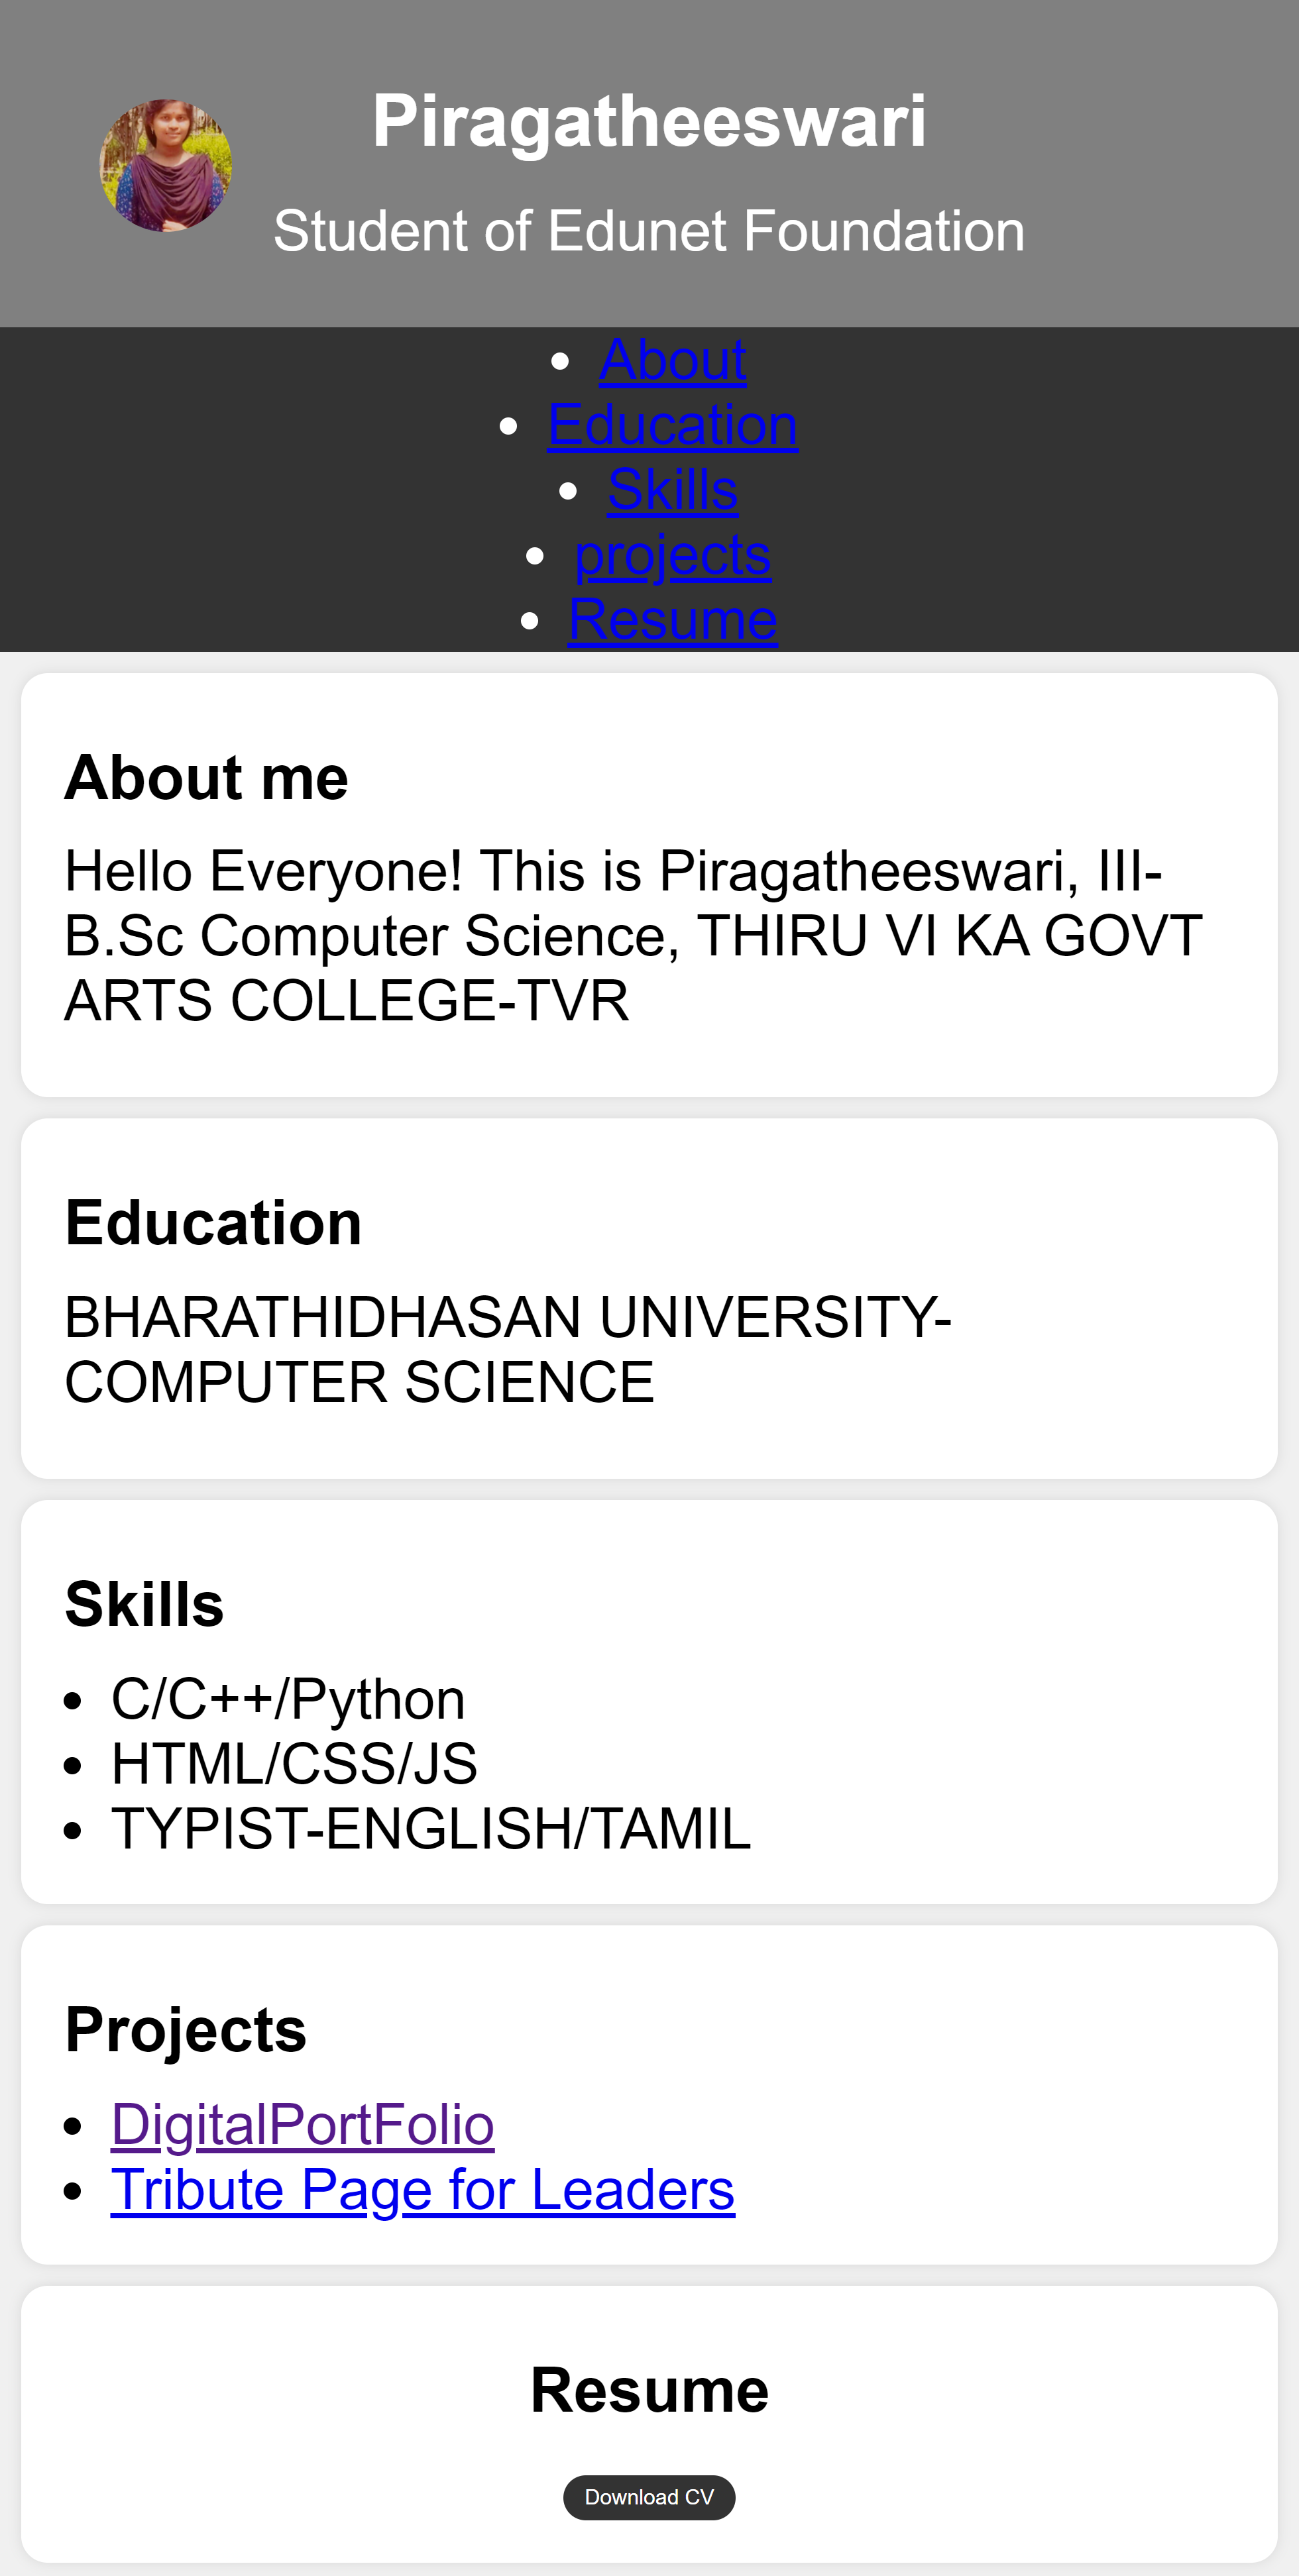 Piragatheeswari
Student of Edunet Foundation
• About
• Education
• Skills
• projects
• Resume
About me
Hello Everyone! This is Piragatheeswari, III-
B.Sc Computer Science, THIRU VI KA GOVT
ARTS COLLEGE-TVR
Education
BHARATHIDHASAN UNIVERSITY-
COMPUTER SCIENCE
Skills
• C/C++/Python
• HTML/CSS/JS
• TYPIST-ENGLISH/TAMIL
Projects
• DigitalPortFolio
• Tribute Page for Leaders
Resume
Download CV